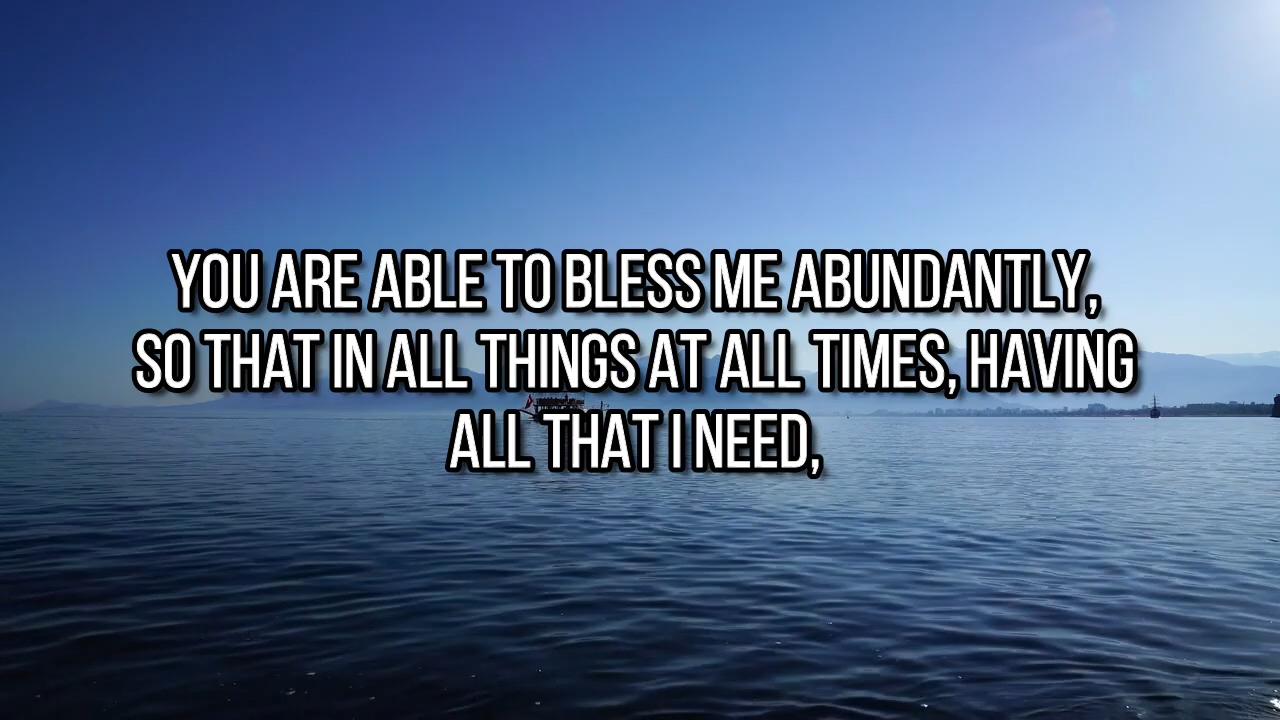 YOU ARE ABLE TO BLESS ME ABUNDANTLY,
SO THAT IN ALL THINGS AT ALL TIMES, HAVING
ALL THAT I NEED,